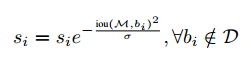 $s_i = s_i e^{-\frac{\mathrm{iou}(\mathcal{M}, b_i)^2}{\sigma}}, \forall b_i \notin \mathcal{D}$